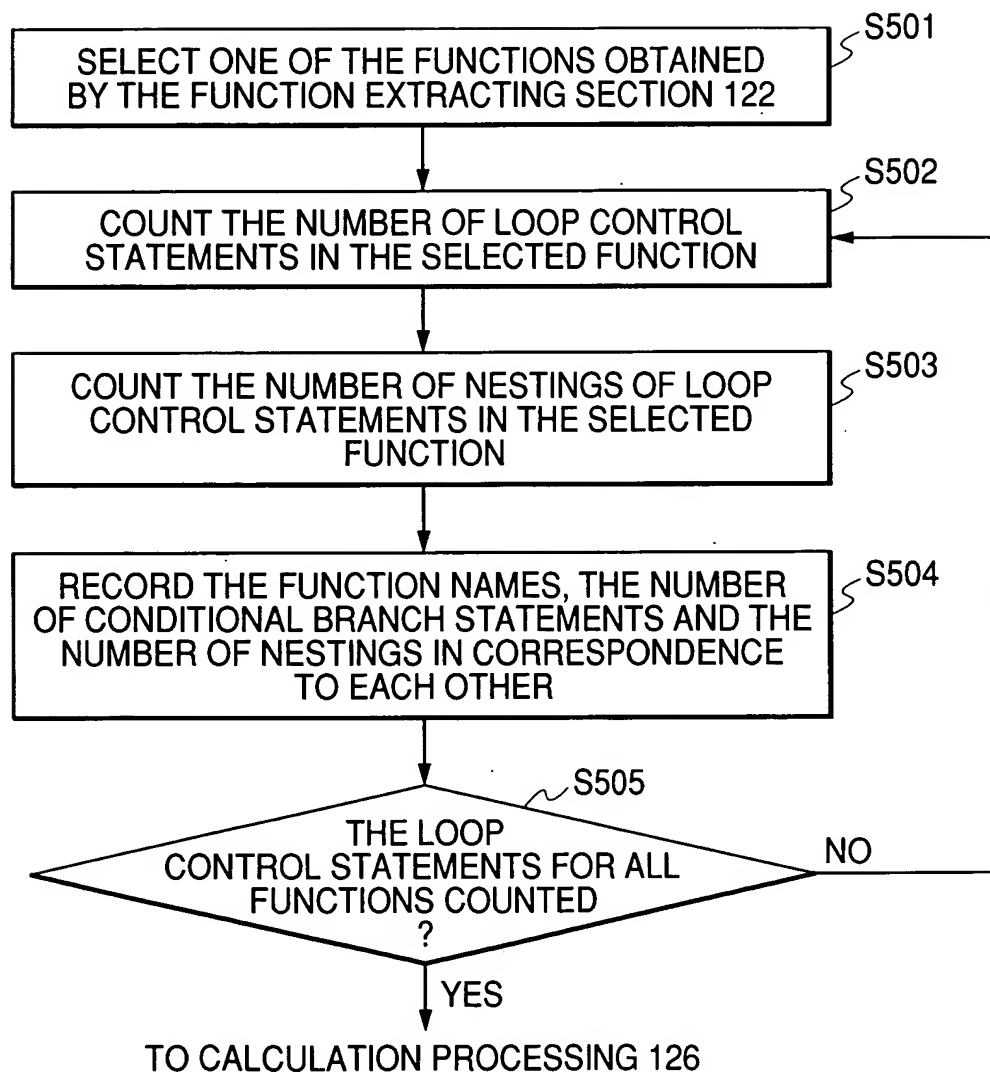 S501
SELECT ONE OF THE FUNCTIONS OBTAINED
BY THE FUNCTION EXTRACTING SECTION 122
S502
COUNT THE NUMBER OF LOOP CONTROL
STATEMENTS IN THE SELECTED FUNCTION
S503
COUNT THE NUMBER OF NESTINGS OF LOOP
CONTROL STATEMENTS IN THE SELECTED
FUNCTION
S504
RECORD THE FUNCTION NAMES, THE NUMBER
OF CONDITIONAL BRANCH STATEMENTS AND THE
NUMBER OF NESTINGS IN CORRESPONDENCE
TO EACH OTHER
S505
THE LOOP
CONTROL STATEMENTS FOR ALL
FUNCTIONS COUNTED
?
NO
YES
TO CALCULATION PROCESSING 126